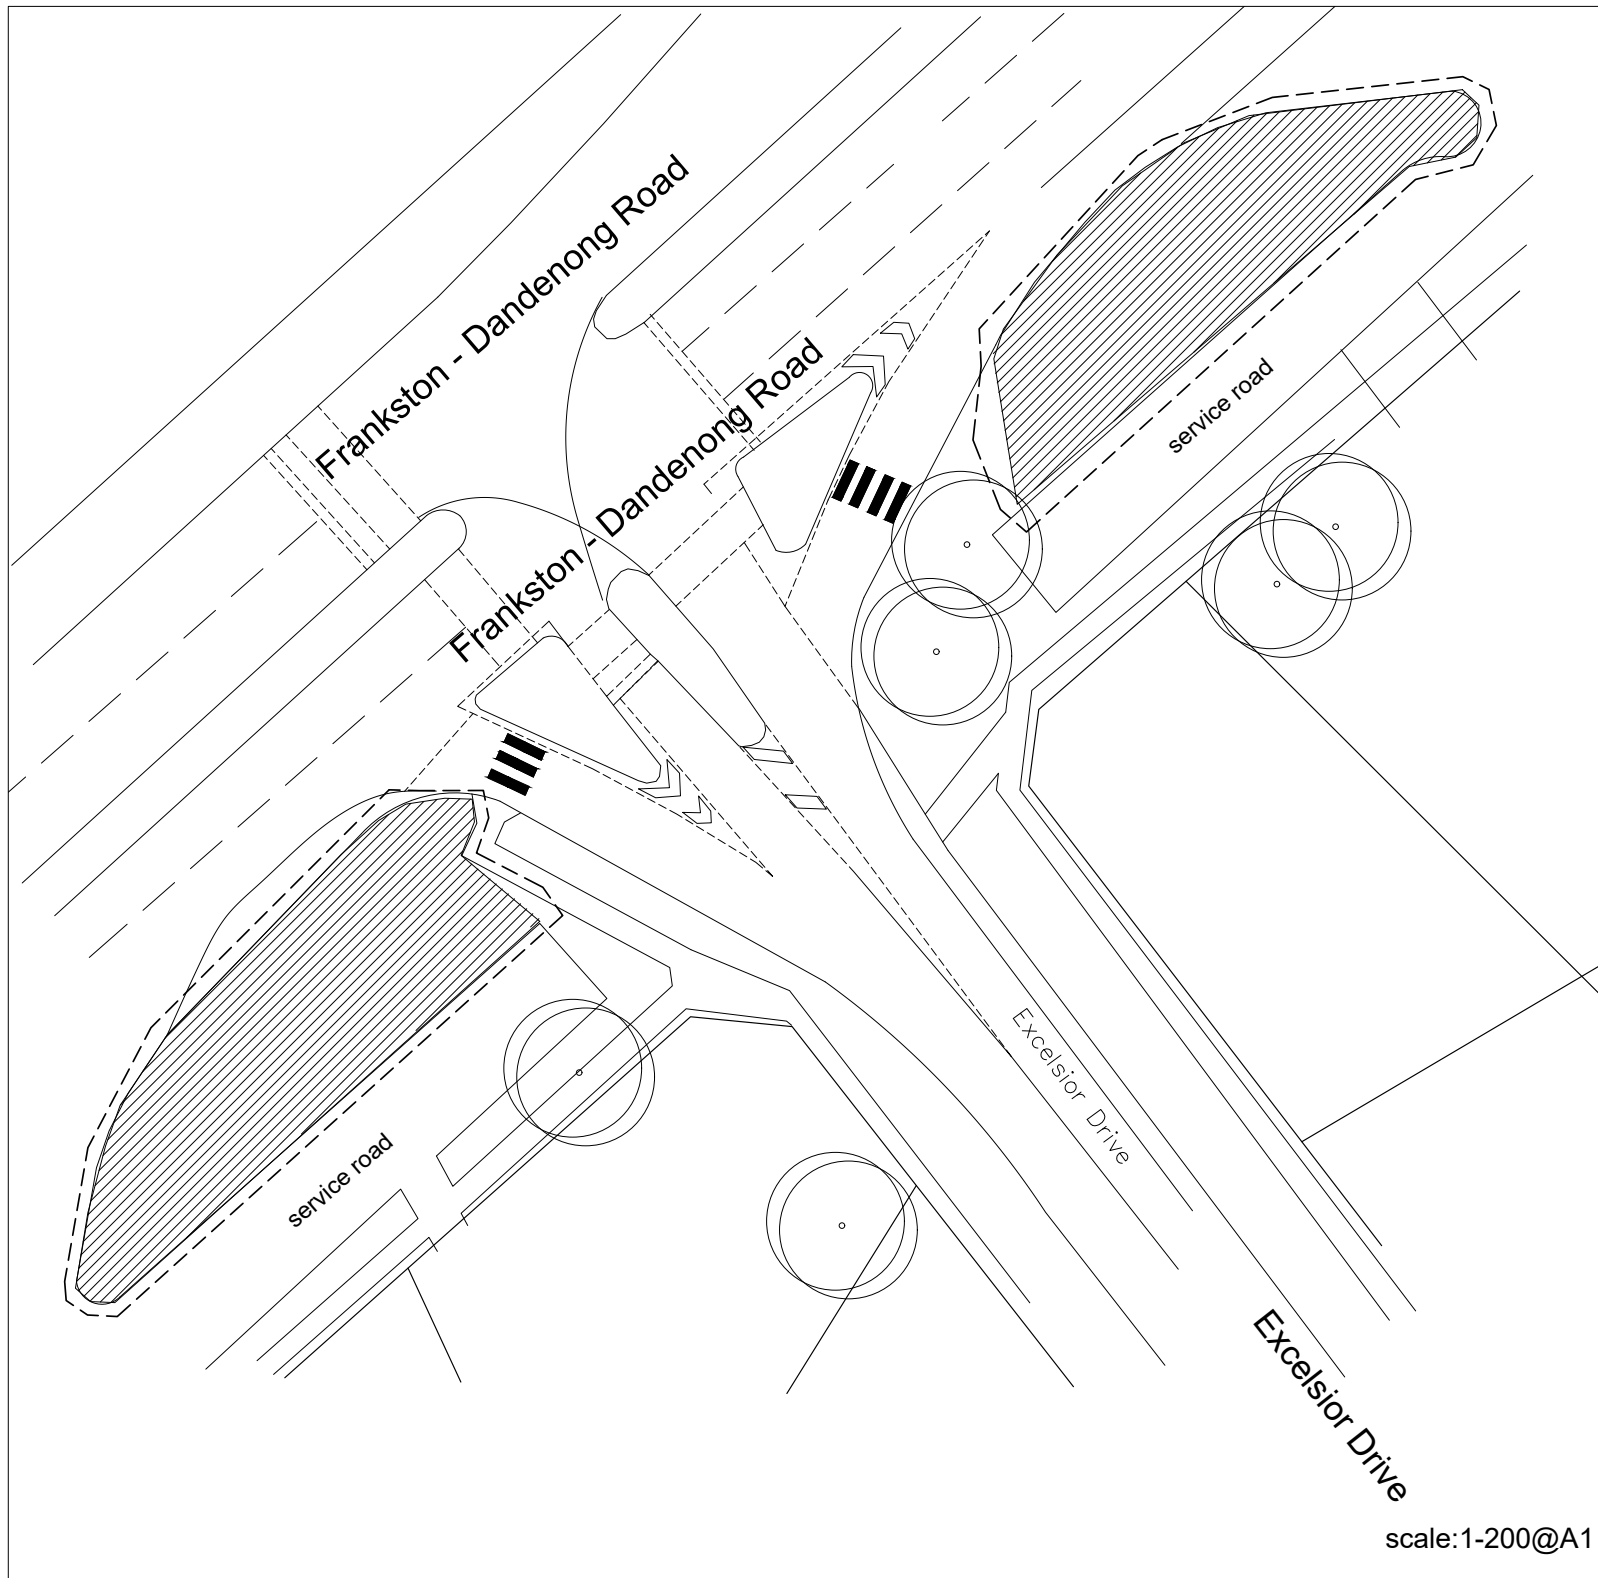 Frankston - Dandenong Road
Frankston - Dandenong Road
service road
service road
Excelsior Drive
Excelsior Drive
scale:1-200@A1